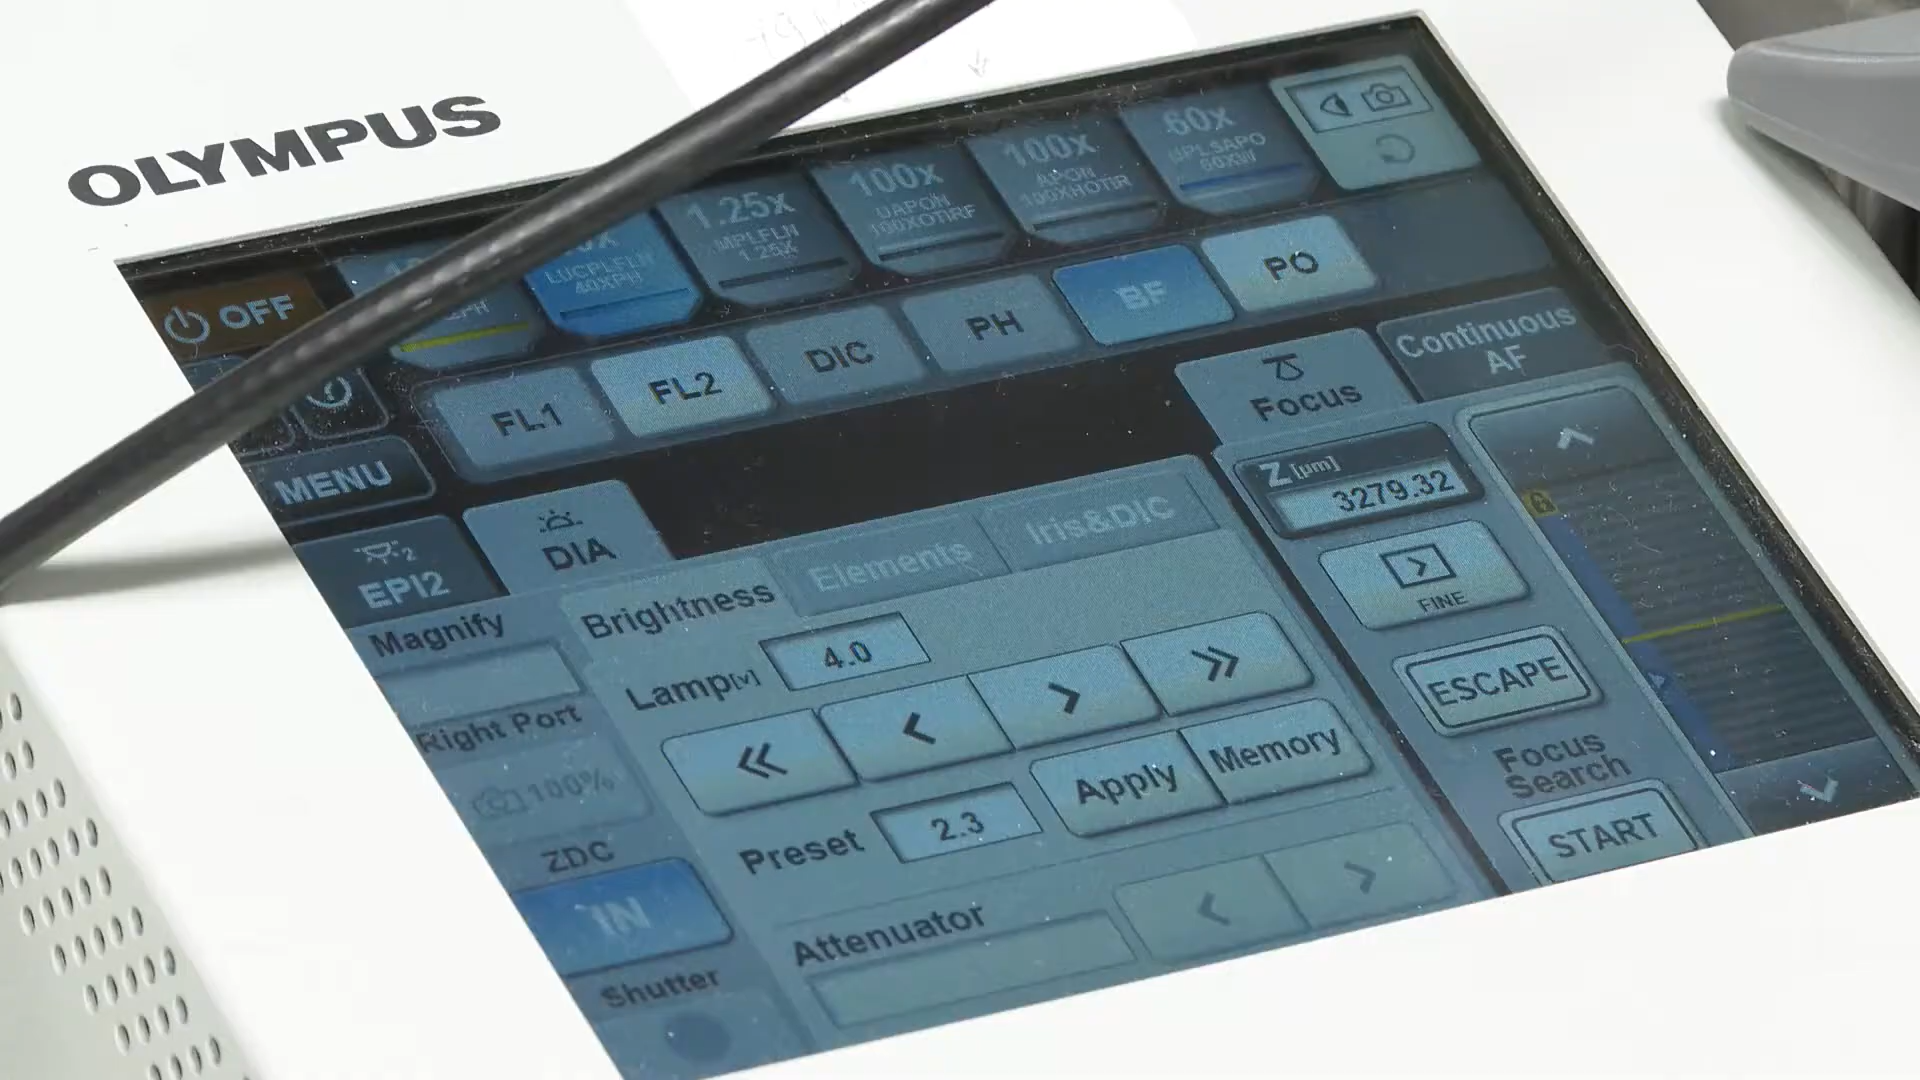 OLYMPUS
60x
UPLSAPO
60XW
100x
APON
100XHOTIRF
100x
UAPON
100XOTIRF
1.25x
MPLFLN
1.25X
LUCPLFLN
40XPH
OFF
FL1
FL2
DIC
PH
BF
PO
MENU
Focus
Continuous
AF
Z [µm]
3279.32
FINE
ESCAPE
Focus
Search
START
EPI2
DIA
Brightness
Elements
Iris&DIC
Magnify
Lamp[v]
4.0
<<
<
>
>>
Right Port
100%
Preset
2.3
Apply
Memory
ZDC
IN
Attenuator
<
>
Shutter